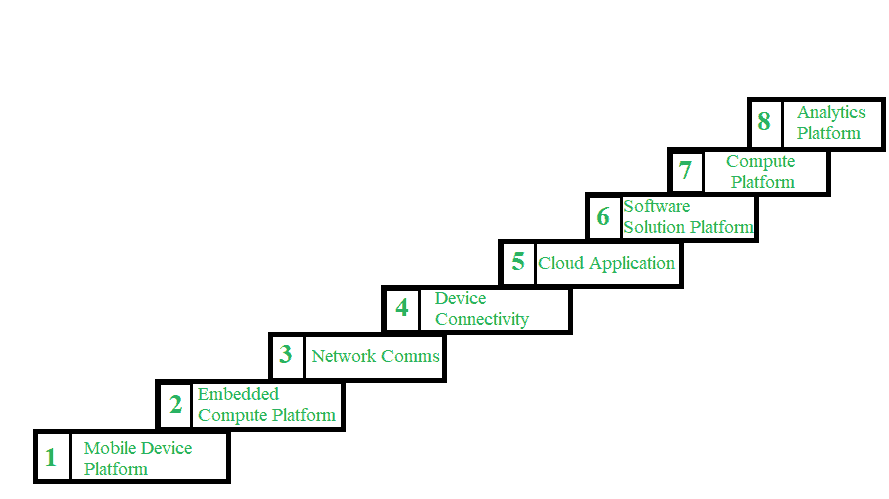 8 Analytics
Platform
7 Compute
Platform
6 Software
Solution Platform
5 Cloud Application
4 Device
Connectivity
3 Network Comms
2 Embedded
Compute Platform
1 Mobile Device
Platform